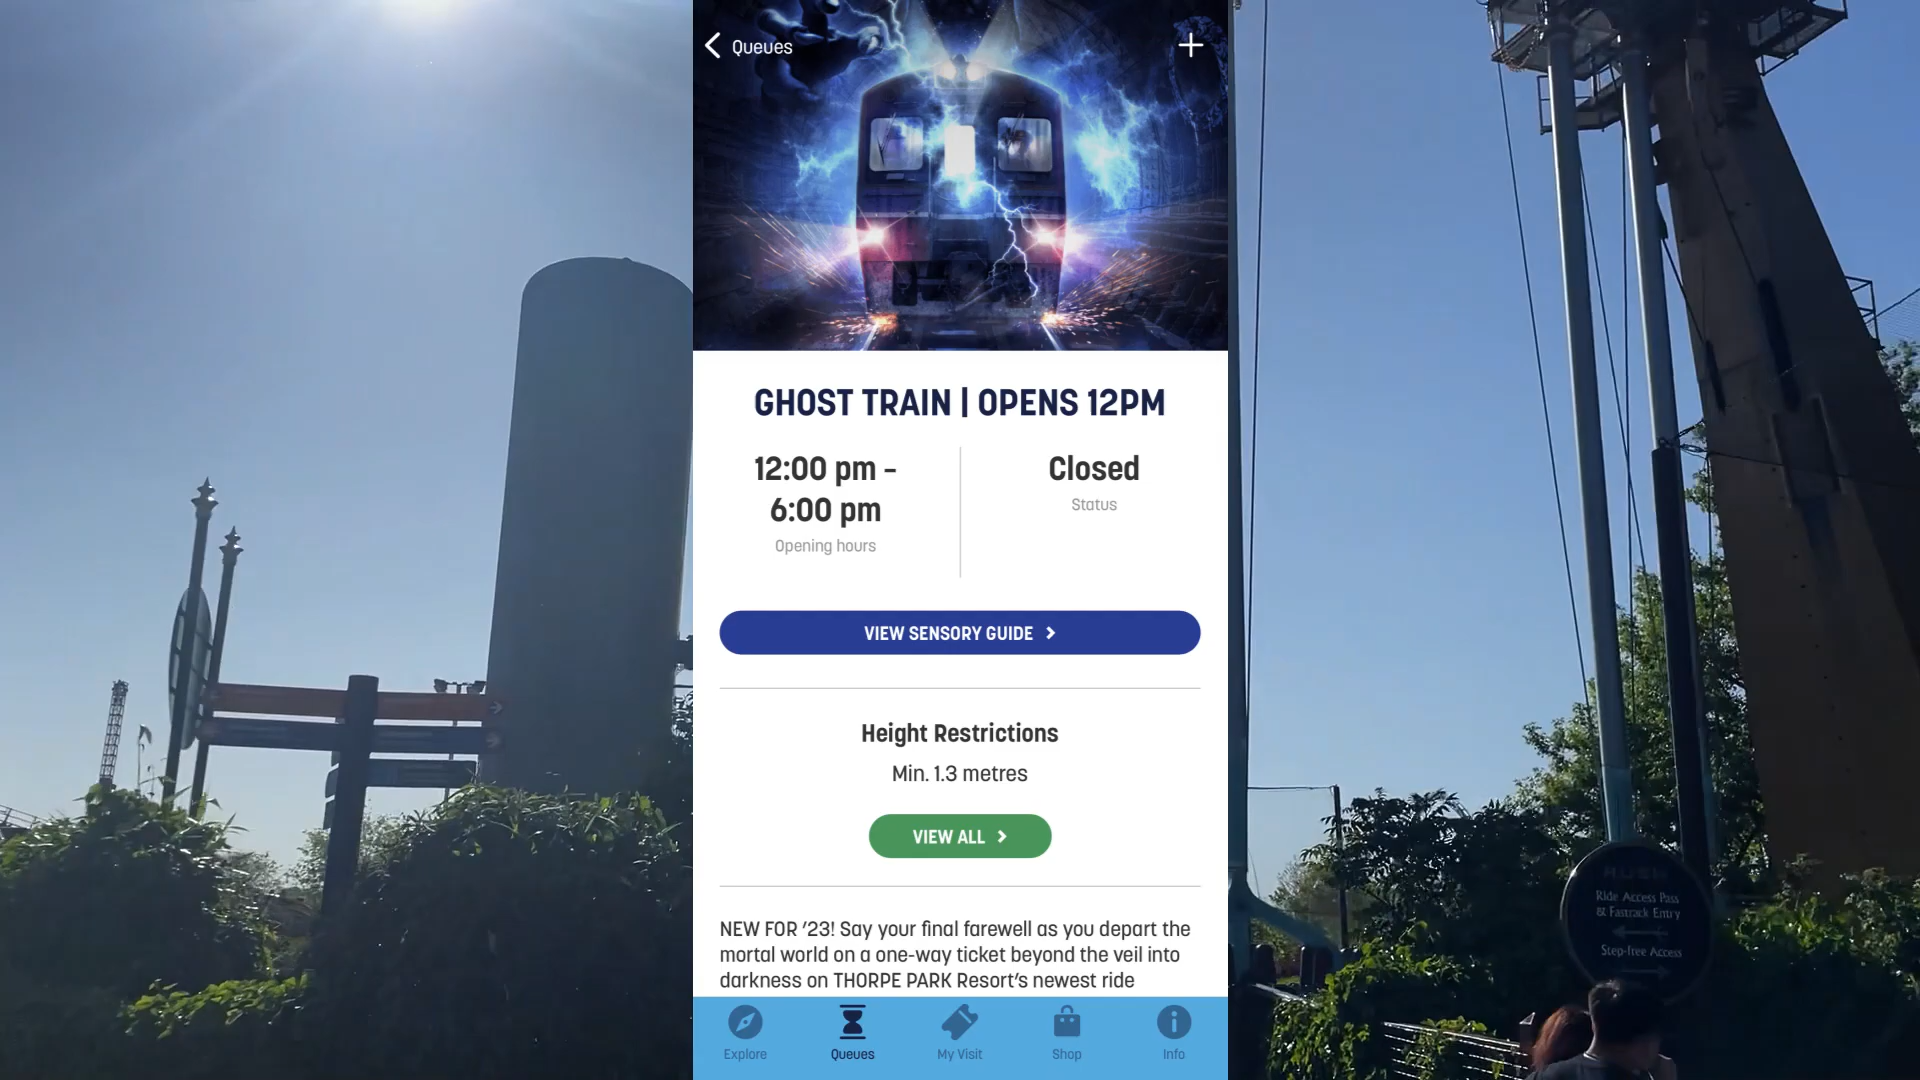 Queues
GHOST TRAIN | OPENS 12PM
12:00 pm –
6:00 pm
Opening hours
Closed
Status
VIEW SENSORY GUIDE
Height Restrictions
Min. 1.3 metres
VIEW ALL
NEW FOR '23! Say your final farewell as you depart the
mortal world on a one-way ticket beyond the veil into
darkness on THORPE PARK Resort's newest ride
Explore
Queues
My Visit
Shop
Info
RUSH
Ride Access Pass
& Fastrack Entry
Step-free Access